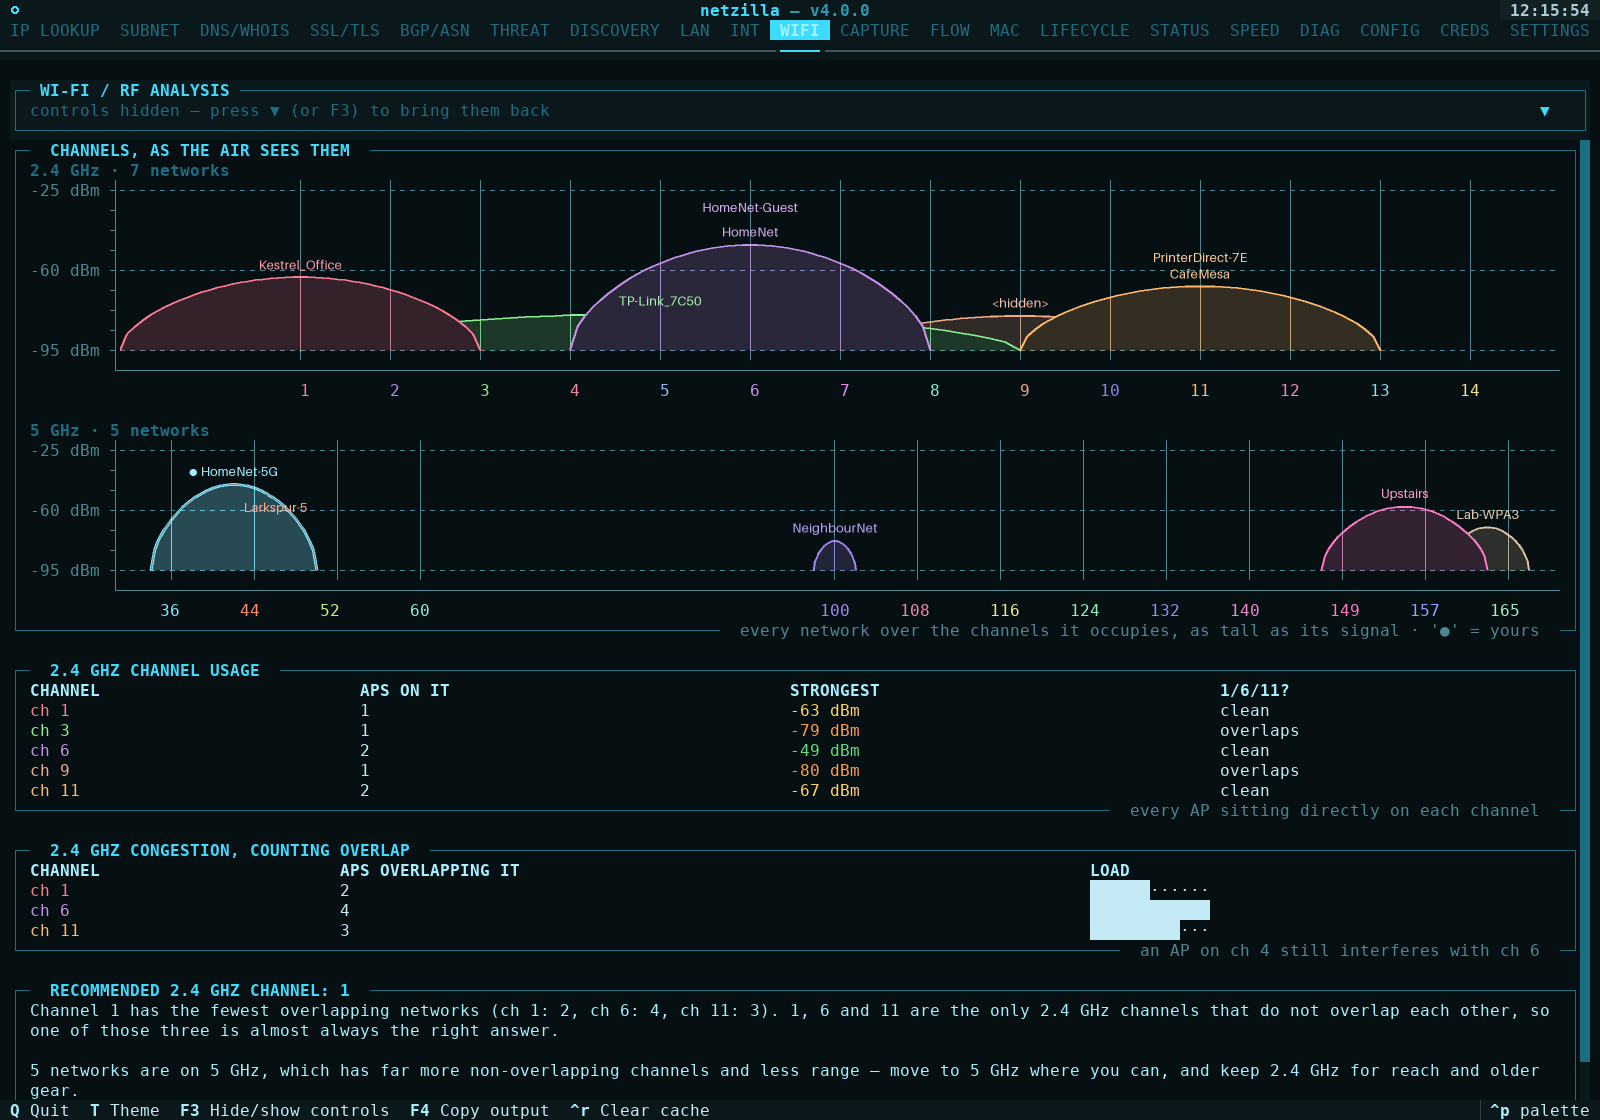 netzilla — v4.0.0
12:15:54
IP LOOKUP SUBNET DNS/WHOIS SSL/TLS BGP/ASN THREAT DISCOVERY LAN INT WIFI CAPTURE FLOW MAC LIFECYCLE STATUS SPEED DIAG CONFIG CREDS SETTINGS
WI-FI / RF ANALYSIS
controls hidden — press ▼ (or F3) to bring them back ▼
CHANNELS, AS THE AIR SEES THEM
2.4 GHz · 7 networks
-25 dBm
HomeNet-Guest
HomeNet
PrinterDirect-7E
Kestrel_Office
-60 dBm
CafeMesa
TP-Link_7C50
<hidden>
-95 dBm
1 2 3 4 5 6 7 8 9 10 11 12 13 14
5 GHz · 5 networks
-25 dBm
● HomeNet-5G
Upstairs
Larkspur-5
-60 dBm
Lab-WPA3
NeighbourNet
-95 dBm
36 44 52 60 100 108 116 124 132 140 149 157 165
every network over the channels it occupies, as tall as its signal · '●' = yours
2.4 GHZ CHANNEL USAGE
CHANNEL APS ON IT STRONGEST 1/6/11?
ch 1 1 -63 dBm clean
ch 3 1 -79 dBm overlaps
ch 6 2 -49 dBm clean
ch 9 1 -80 dBm overlaps
ch 11 2 -67 dBm clean
every AP sitting directly on each channel
2.4 GHZ CONGESTION, COUNTING OVERLAP
CHANNEL APS OVERLAPPING IT LOAD
ch 1 2 ······
ch 6 4
ch 11 3 ···
an AP on ch 4 still interferes with ch 6
RECOMMENDED 2.4 GHZ CHANNEL: 1
Channel 1 has the fewest overlapping networks (ch 1: 2, ch 6: 4, ch 11: 3). 1, 6 and 11 are the only 2.4 GHz channels that do not overlap each other, so
one of those three is almost always the right answer.
5 networks are on 5 GHz, which has far more non-overlapping channels and less range — move to 5 GHz where you can, and keep 2.4 GHz for reach and older
gear.
Q Quit T Theme F3 Hide/show controls F4 Copy output ^r Clear cache ^p palette